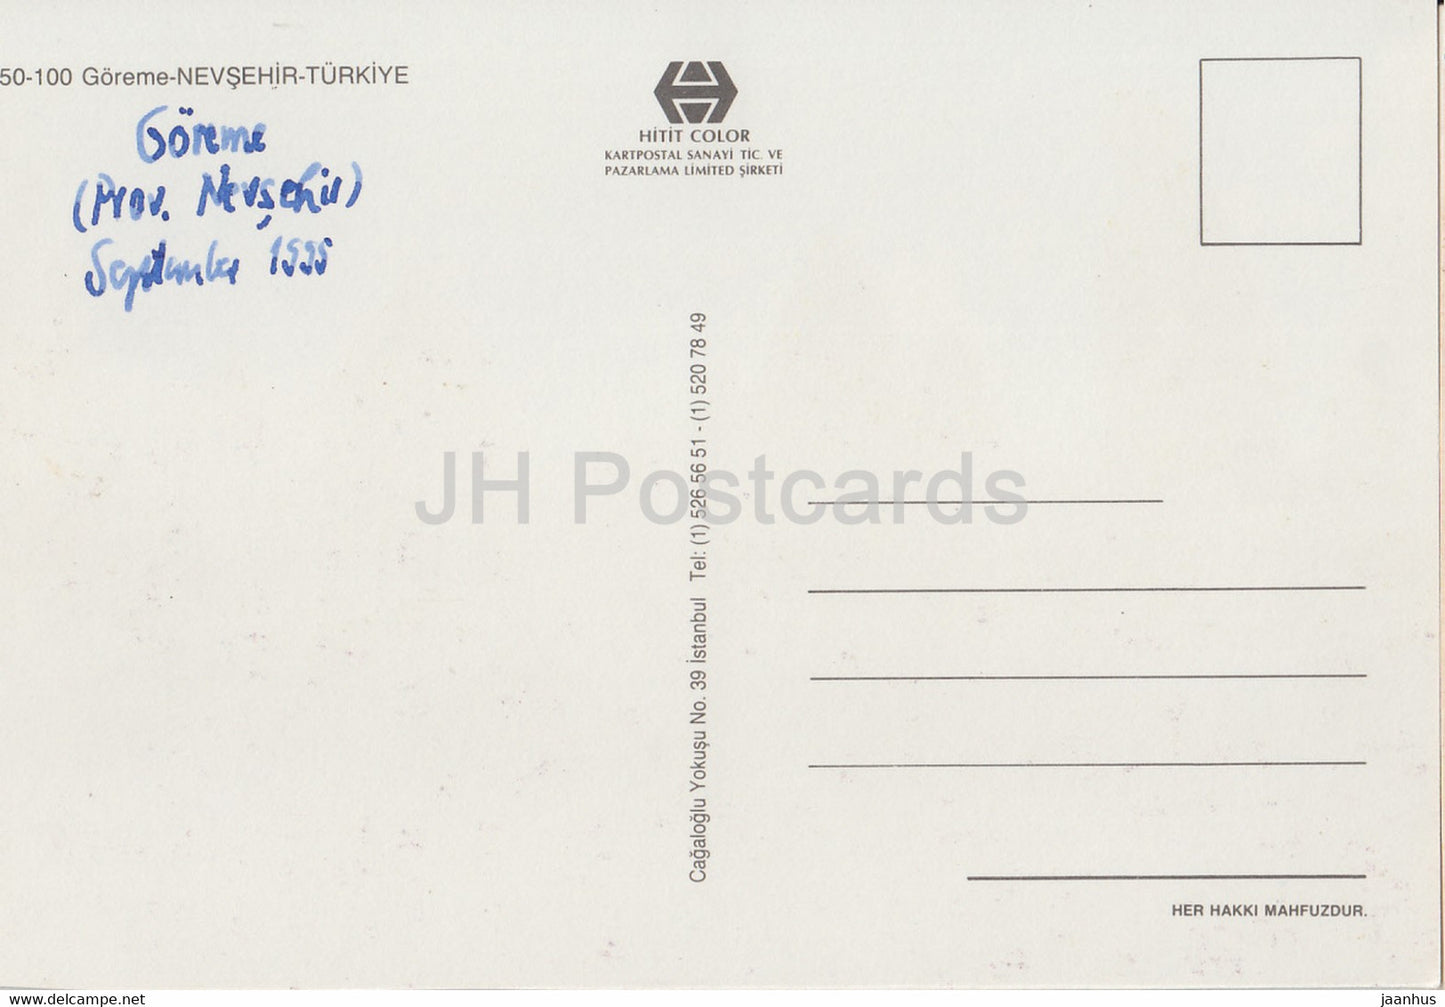 50-100 Göreme-NEVŞEHİR-TÜRKİYE
Göreme
(Prov. Nevşehir)
September 1995
HİTİT COLOR
KARTPOSTAL SANAYİ TİC. VE
PAZARLAMA LİMİTED ŞİRKETİ
Cağaloğlu Yokuşu No. 39 İstanbul Tel: (1) 526 56 51 - (1) 520 78 49
JH Postcards
HER HAKKI MAHFUZDUR.
www.delcampe.net
jaanhus